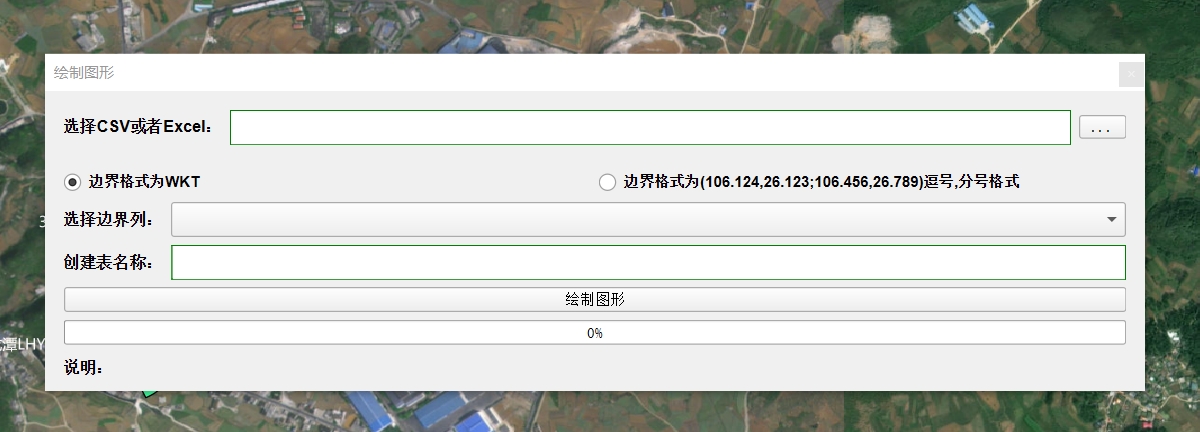 绘制图形
选择CSV或者Excel：
...
边界格式为WKT
边界格式为(106.124,26.123;106.456,26.789)逗号,分号格式
选择边界列：
创建表名称：
绘制图形
0%
潭LHY
说明：